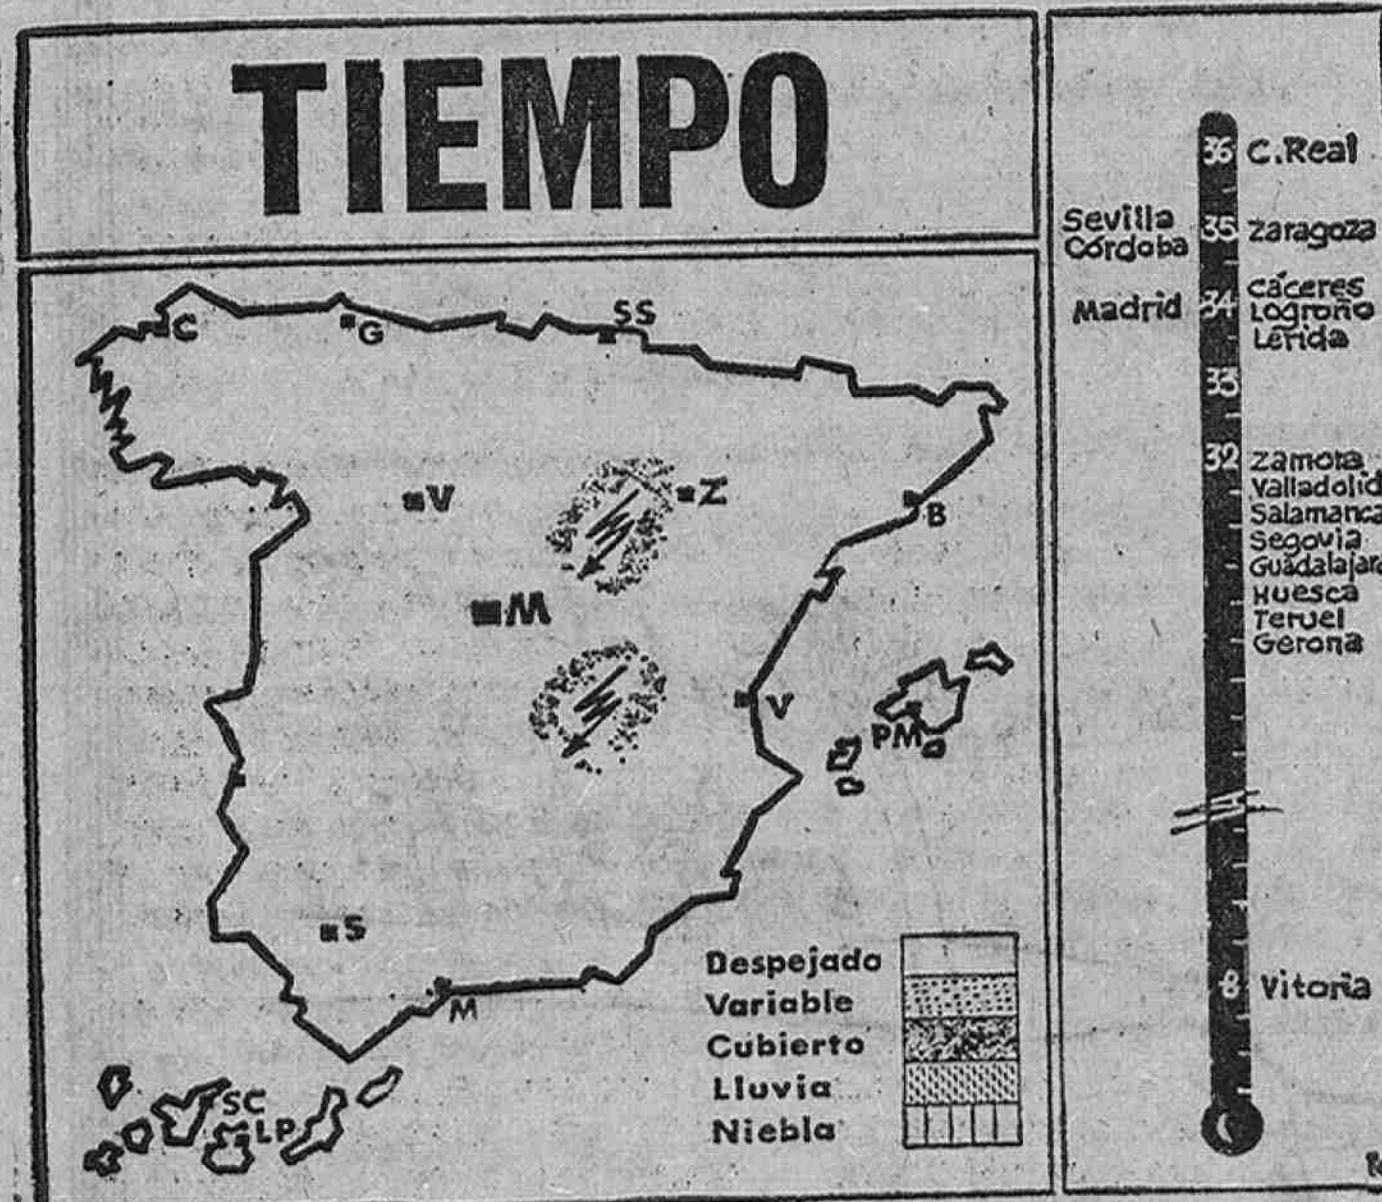 TIEMPO
C
G
SS
V
Z
B
M
V
PM
S
M
SC
LP
Despejado
Variable
Cubierto
Lluvia
Niebla
36 C.Real
Sevilla 35 Zaragoza
Córdoba
Cáceres
Madrid 34 Logroño
Lérida
33
32 Zamora
Valladolid
Salamanca
Segovia
Guadalajara
Huesca
Teruel
Gerona
8 Vitoria